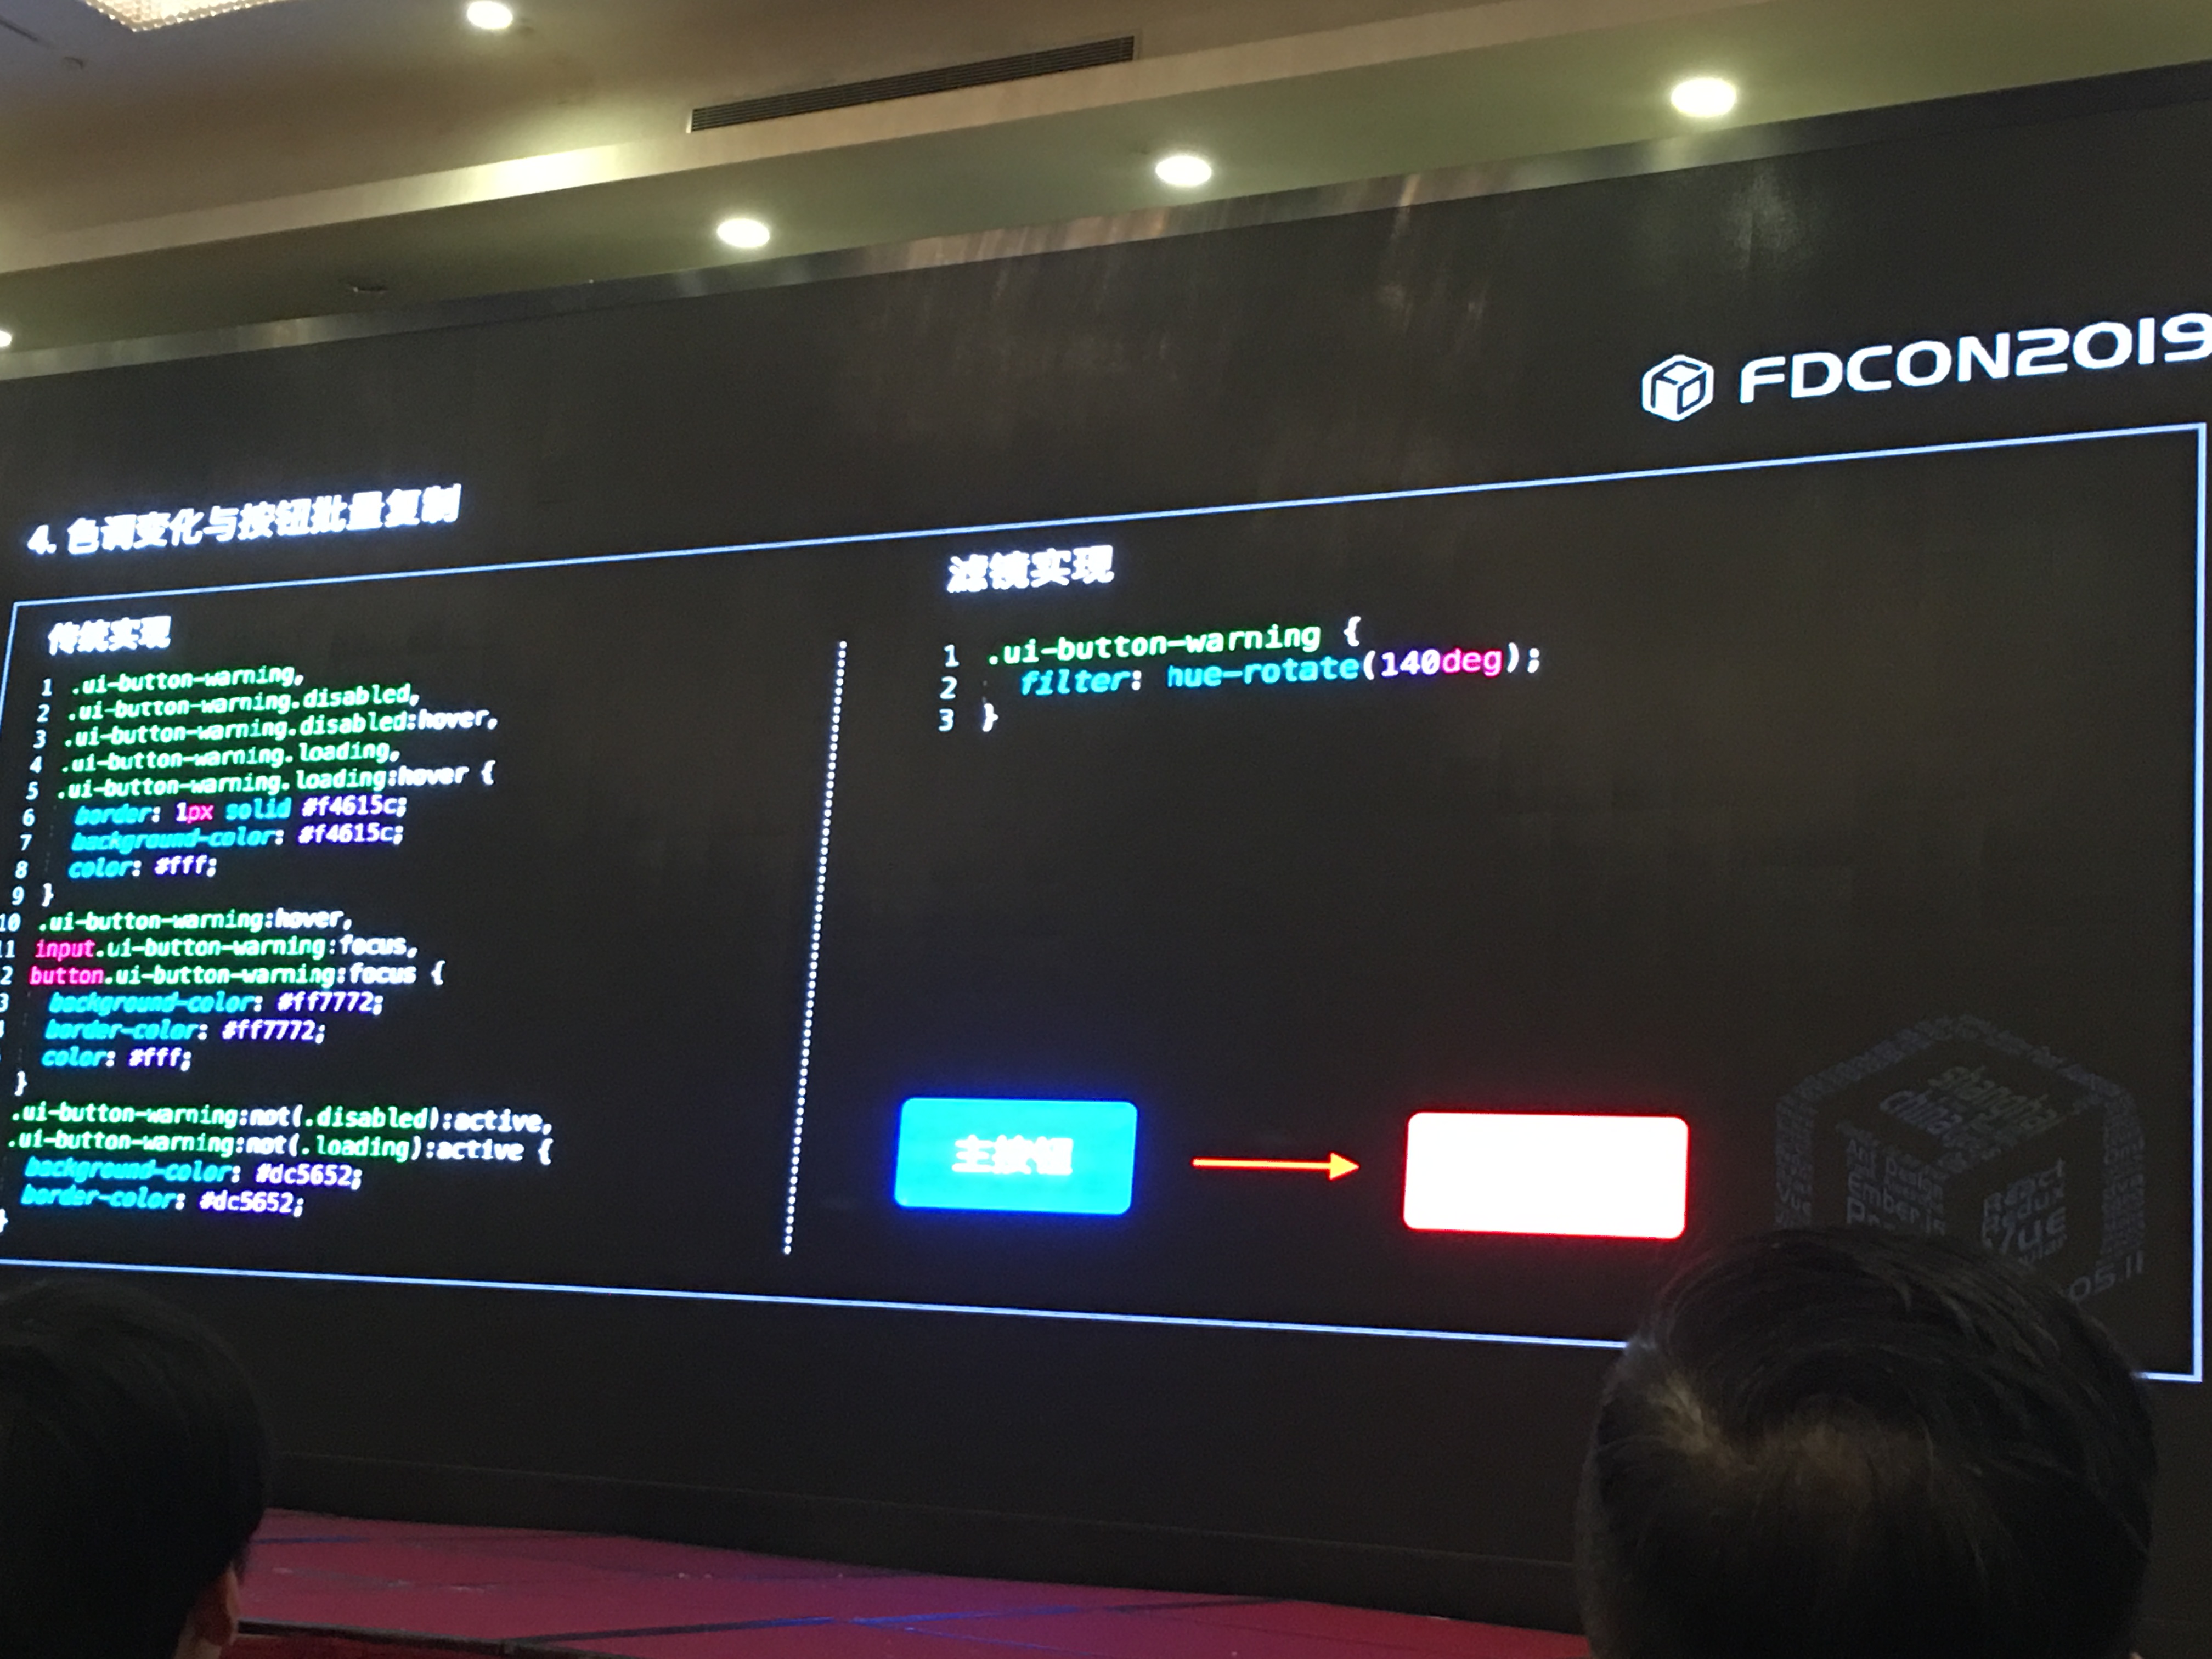 4. 色调变化与按钮批量复制
FDCON2019
传统实现
1 .ui-button-warning,
2 .ui-button-warning.disabled,
3 .ui-button-warning.disabled:hover,
4 .ui-button-warning.loading,
5 .ui-button-warning.loading:hover {
6 border: 1px solid #f4615c;
7 background-color: #f4615c;
8 color: #fff;
9 }
10 .ui-button-warning:hover,
11 input.ui-button-warning:focus,
12 button.ui-button-warning:focus {
background-color: #ff7772;
border-color: #ff7772;
color: #fff;
}
.ui-button-warning:not(.disabled):active,
.ui-button-warning:not(.loading):active {
background-color: #dc5652;
border-color: #dc5652;
}
滤镜实现
1 .ui-button-warning {
2 filter: hue-rotate(140deg);
3 }
主按钮